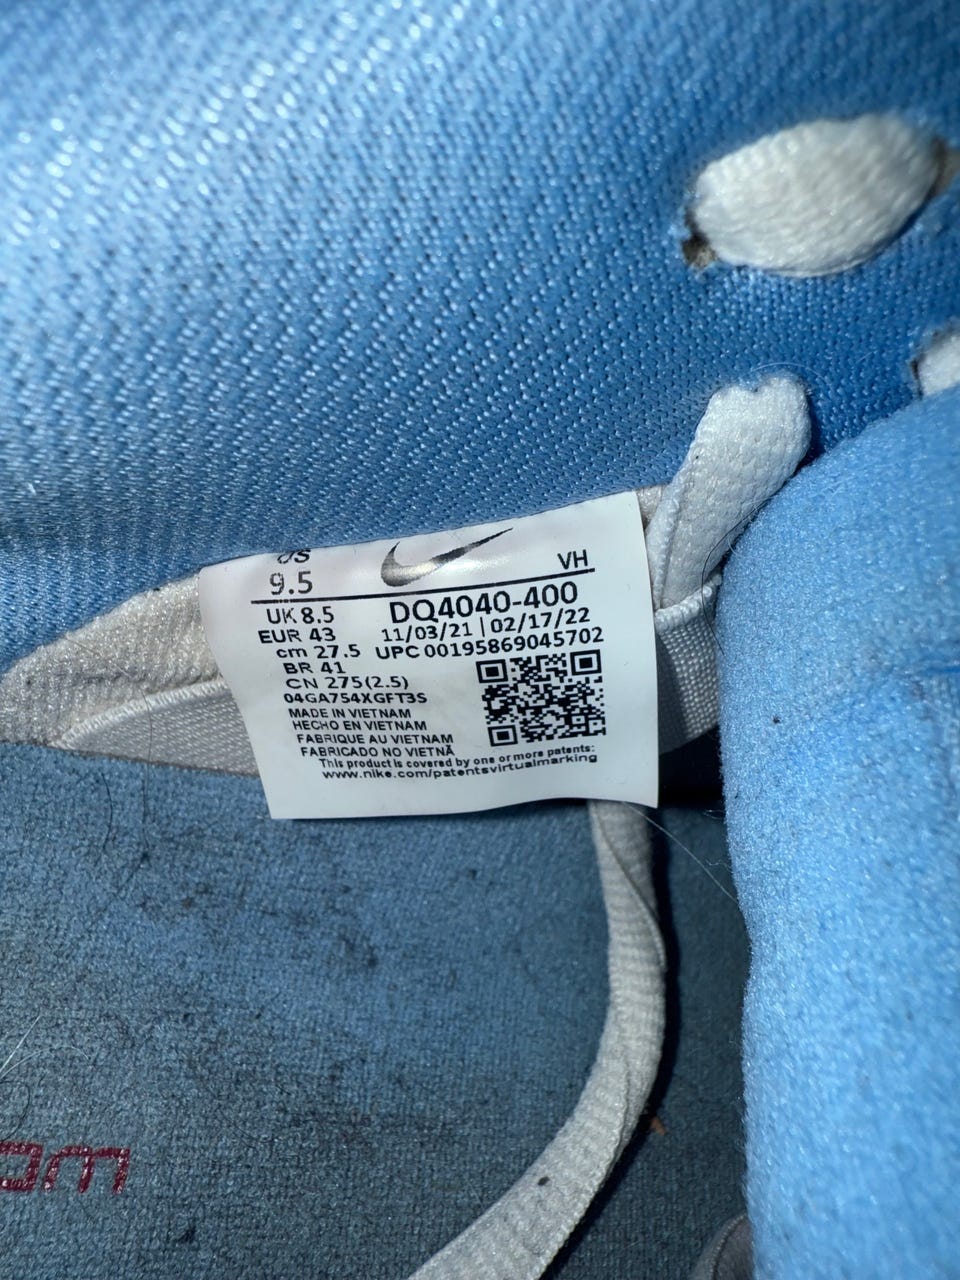 US
9.5
VH
UK 8.5
DQ4040-400
EUR 43
11/03/21 | 02/17/22
cm 27.5
UPC 00195869045702
BR 41
CN 275(2.5)
04GA754XGFT3S
MADE IN VIETNAM
HECHO EN VIETNAM
FABRIQUE AU VIETNAM
FABRICADO NO VIETNÃ
This product is covered by one or more patents:
www.nike.com/patentsvirtualmarking